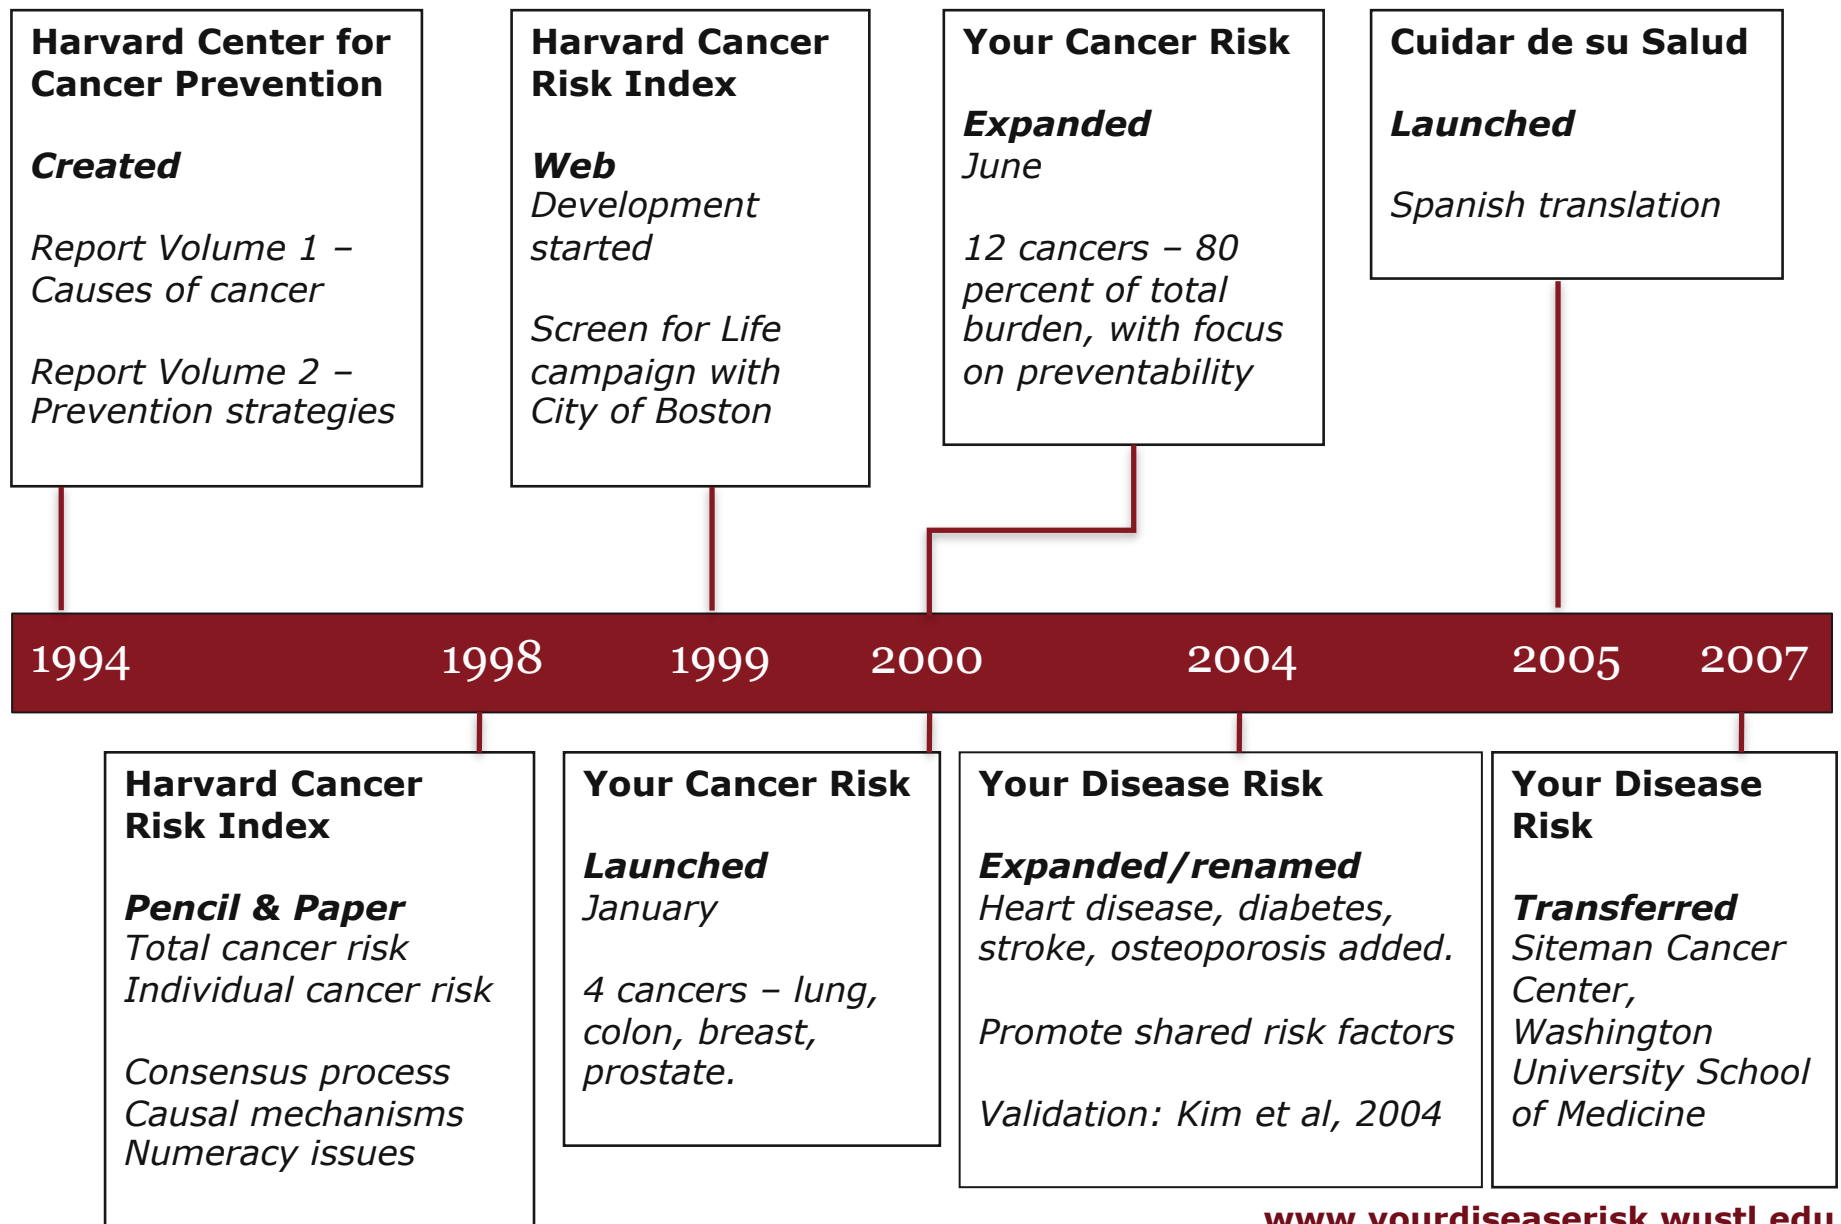 Harvard Center for
Cancer Prevention
Created
Report Volume 1 –
Causes of cancer
Report Volume 2 –
Prevention strategies
Harvard Cancer
Risk Index
Web
Development
started
Screen for Life
campaign with
City of Boston
Your Cancer Risk
Expanded
June
12 cancers – 80
percent of total
burden, with focus
on preventability
Cuidar de su Salud
Launched
Spanish translation
1994 1998 1999 2000 2004 2005 2007
Harvard Cancer
Risk Index
Pencil & Paper
Total cancer risk
Individual cancer risk
Consensus process
Causal mechanisms
Numeracy issues
Your Cancer Risk
Launched
January
4 cancers – lung,
colon, breast,
prostate.
Your Disease Risk
Expanded/renamed
Heart disease, diabetes,
stroke, osteoporosis added.
Promote shared risk factors
Validation: Kim et al, 2004
Your Disease
Risk
Transferred
Siteman Cancer
Center,
Washington
University School
of Medicine
www.yourdiseaserisk.wustl.edu